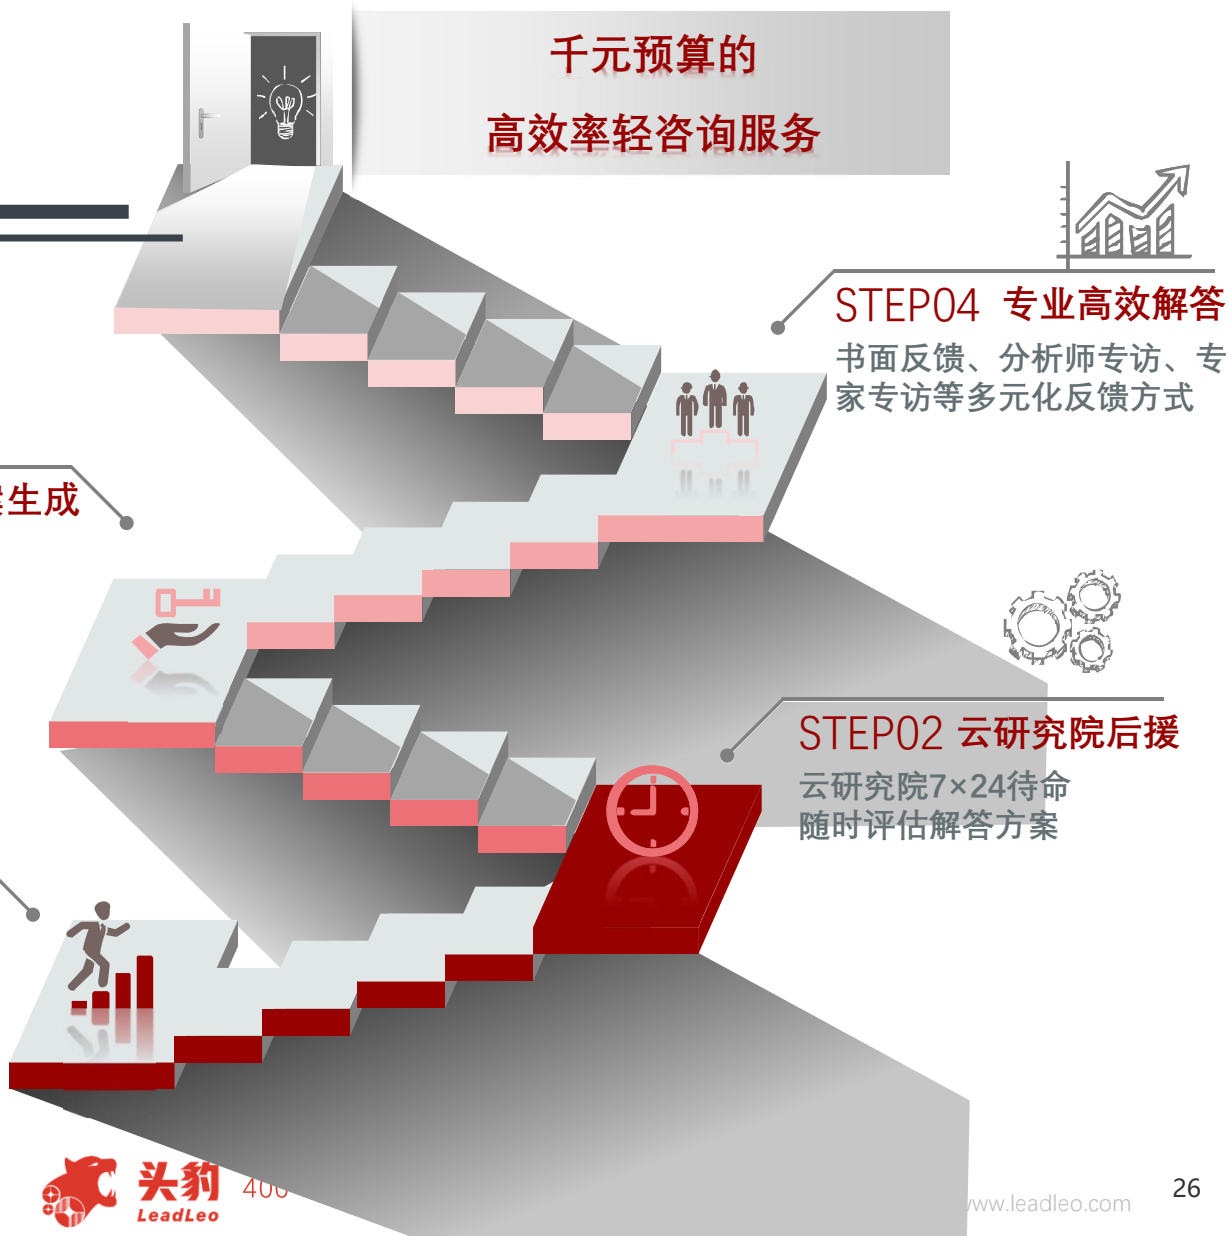 千元预算的
高效率轻咨询服务
STEP04 专业高效解答
书面反馈、分析师专访、专
家专访等多元化反馈方式
生成
STEP02 云研究院后援
云研究院7×24待命
随时评估解答方案
头豹
LeadLeo
400
www.leadleo.com
26